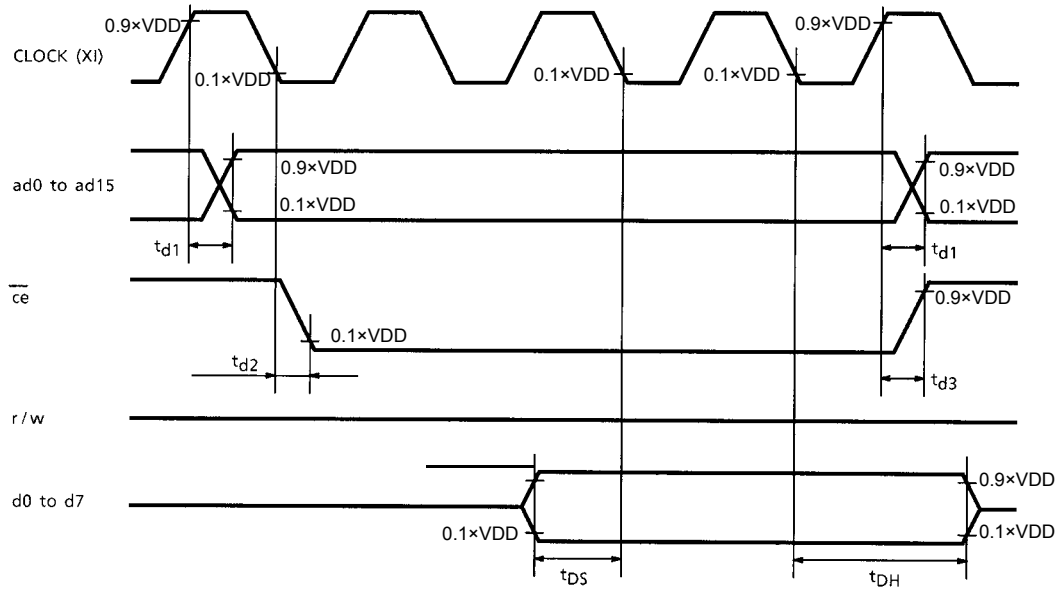 0.9×VDD
0.9×VDD
CLOCK (XI)
0.1×VDD
0.1×VDD
0.1×VDD
0.9×VDD
0.9×VDD
ad0 to ad15
0.1×VDD
0.1×VDD
td1
td1
ce
0.9×VDD
0.1×VDD
td2
td3
r/w
0.9×VDD
d0 to d7
0.1×VDD
0.1×VDD
tDS
tDH